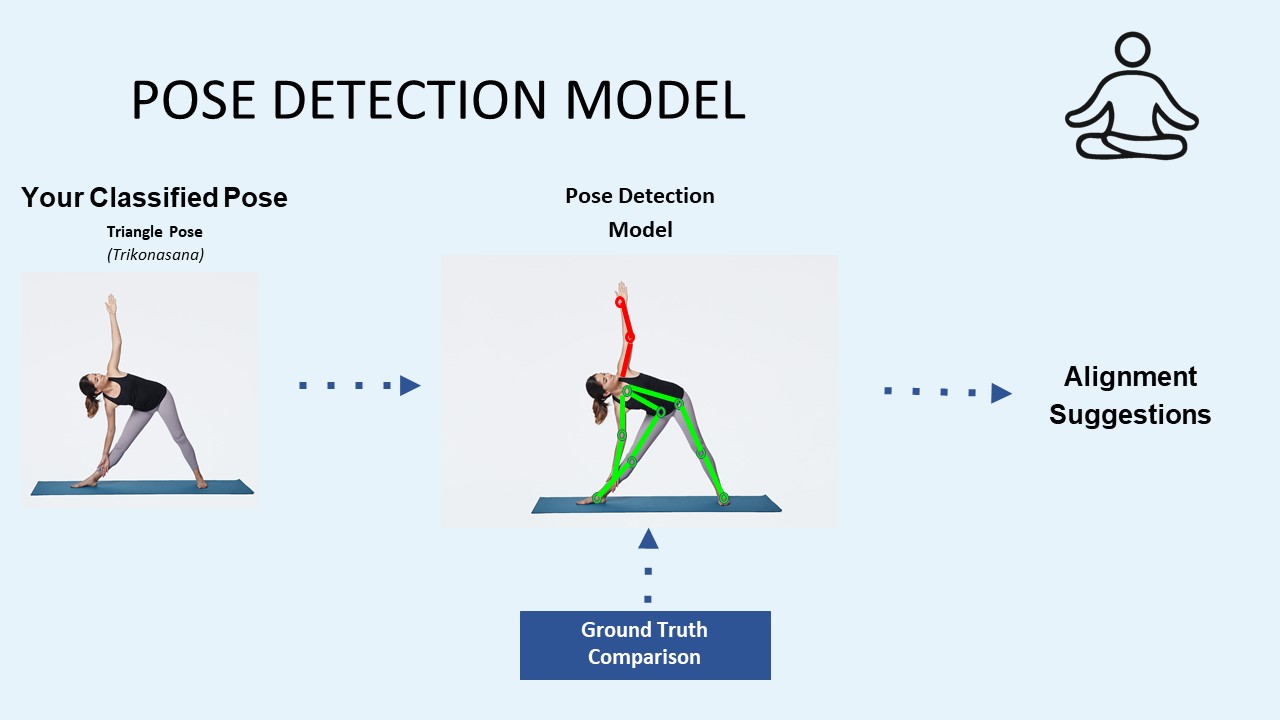 POSE DETECTION MODEL
Your Classified Pose
Triangle Pose
(Trikonasana)
Pose Detection
Model
Alignment
Suggestions
Ground Truth
Comparison